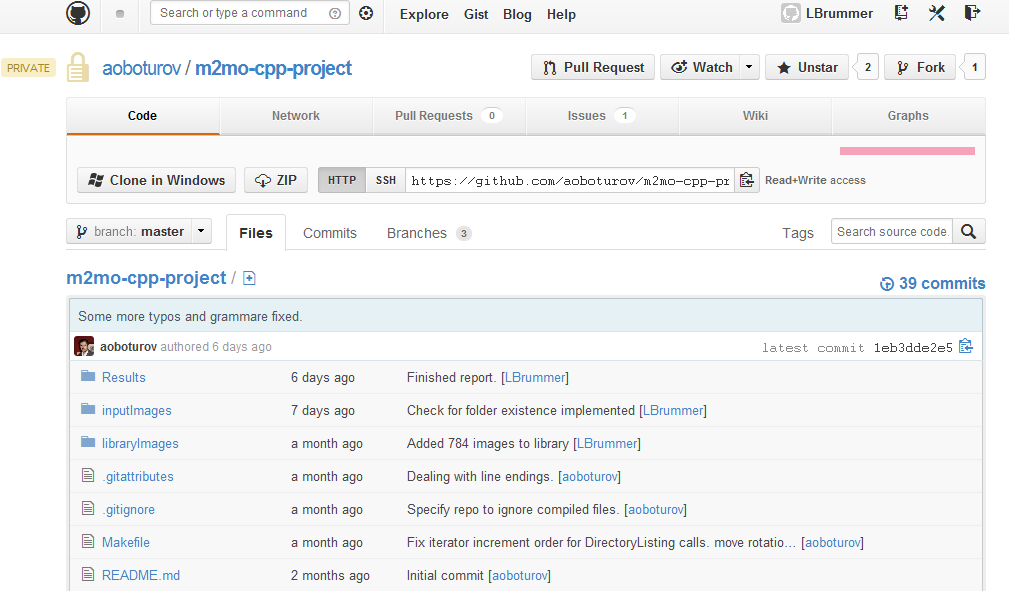 Search or type a command
Explore Gist Blog Help
LBrummer
PRIVATE
aoboturov / m2mo-cpp-project
Pull Request Watch Unstar 2 Fork 1
Code Network Pull Requests 0 Issues 1 Wiki Graphs
Clone in Windows ZIP HTTP SSH https://github.com/aoboturov/m2mo-cpp-pr Read+Write access
branch: master Files Commits Branches 3 Tags Search source code.
m2mo-cpp-project /
39 commits
Some more typos and grammare fixed.
aoboturov authored 6 days ago latest commit 1eb3dde2e5
Results 6 days ago Finished report. [LBrummer]
inputImages 7 days ago Check for folder existence implemented [LBrummer]
libraryImages a month ago Added 784 images to library [LBrummer]
.gitattributes a month ago Dealing with line endings. [aoboturov]
.gitignore a month ago Specify repo to ignore compiled files. [aoboturov]
Makefile a month ago Fix iterator increment order for DirectoryListing calls. move rotatio… [aoboturov]
README.md 2 months ago Initial commit [aoboturov]